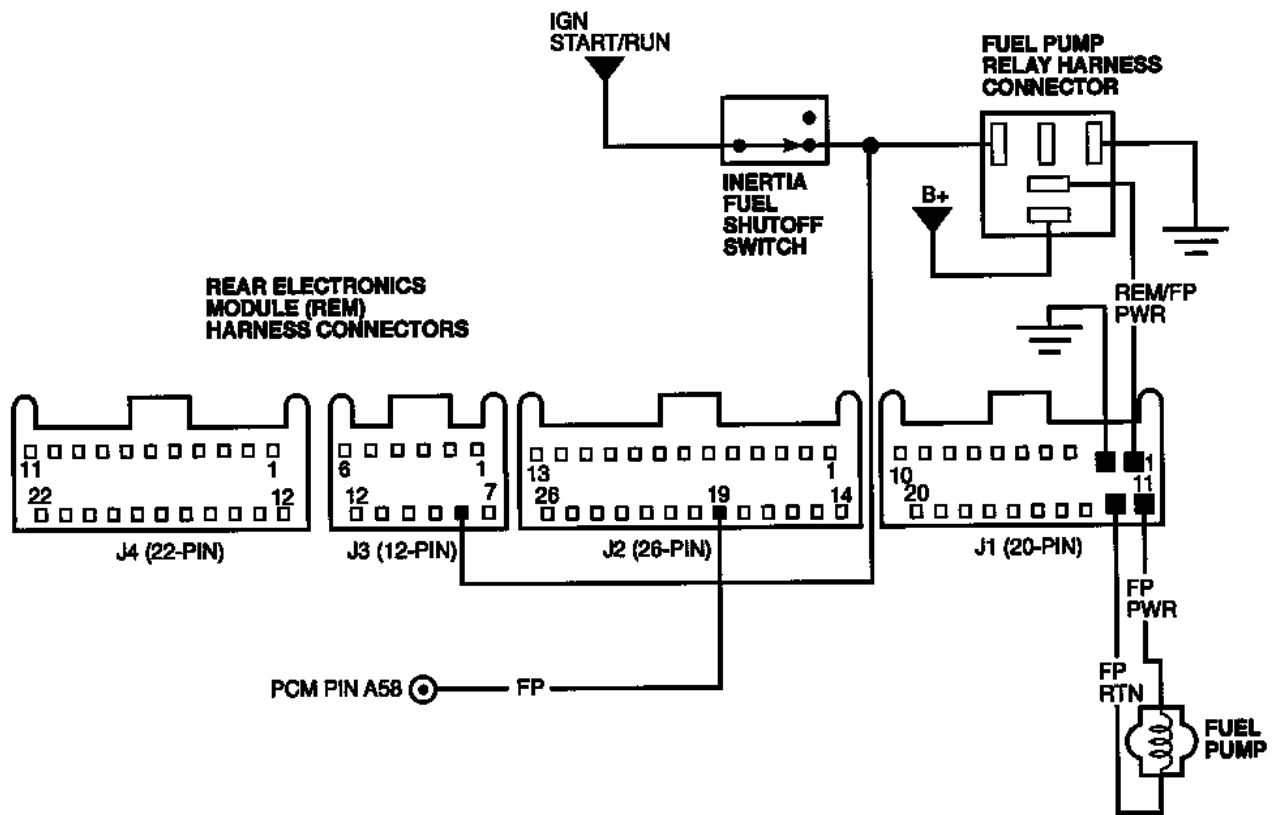 IGN
START/RUN
FUEL PUMP
RELAY HARNESS
CONNECTOR
INERTIA
FUEL
SHUTOFF
SWITCH
B+
REAR ELECTRONICS
MODULE (REM)
HARNESS CONNECTORS
REM/FP
PWR
11 1
22 12
J4 (22-PIN)
6 1
12 7
J3 (12-PIN)
13 1
26 19 14
J2 (26-PIN)
10 1
20 11
J1 (20-PIN)
FP
PWR
PCM PIN A58
FP
FP
RTN
FUEL
PUMP